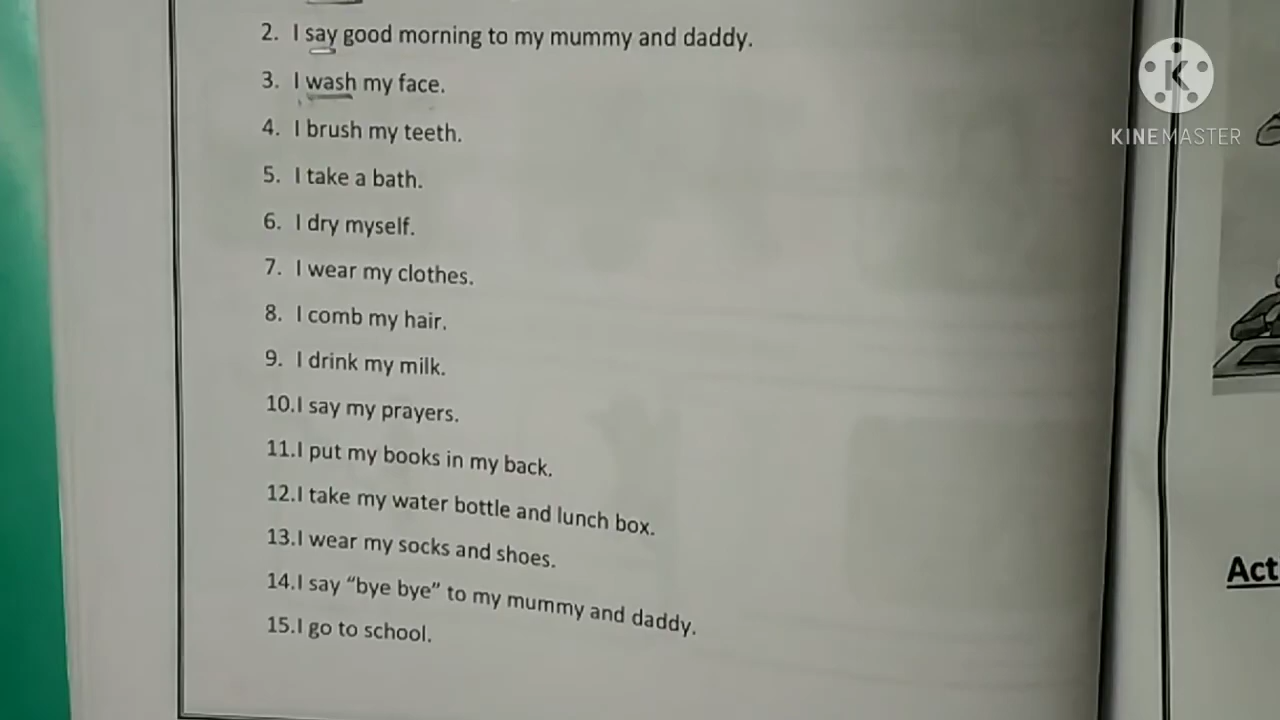 2. I say good morning to my mummy and daddy.
3. I wash my face.
4. I brush my teeth.
5. I take a bath.
6. I dry myself.
7. I wear my clothes.
8. I comb my hair.
9. I drink my milk.
10.I say my prayers.
11.I put my books in my back.
12.I take my water bottle and lunch box.
13.I wear my socks and shoes.
14.I say “bye bye” to my mummy and daddy.
15.I go to school.
K
KINEMASTER
Act